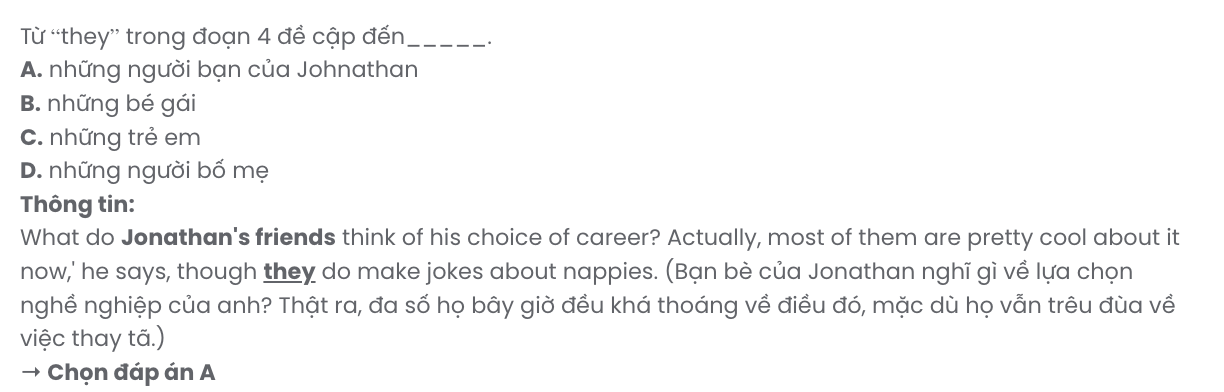 Từ “they” trong đoạn 4 đề cập đến_____.
A. những người bạn của Johnathan
B. những bé gái
C. những trẻ em
D. những người bố mẹ
Thông tin:
What do Jonathan's friends think of his choice of career? Actually, most of them are pretty cool about it
now,' he says, though they do make jokes about nappies. (Bạn bè của Jonathan nghĩ gì về lựa chọn
nghề nghiệp của anh? Thật ra, đa số họ bây giờ đều khá thoáng về điều đó, mặc dù họ vẫn trêu đùa về
việc thay tã.)
→ Chọn đáp án A